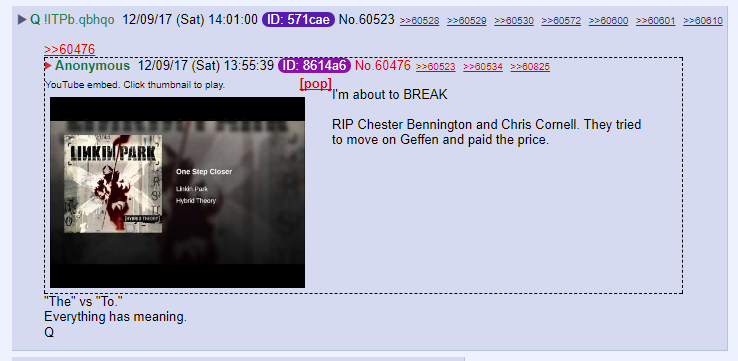 Q !ITPb.qbhqo 12/09/17 (Sat) 14:01:00 ID: 571cae No.60523 >>60528 >>60529 >>60530 >>60572 >>60600 >>60601 >>60610
>>60476
Anonymous 12/09/17 (Sat) 13:55:39 ID: 8614a6 No.60476 >>60523 >>60534 >>60825
YouTube embed. Click thumbnail to play. [pop]
I'm about to BREAK
RIP Chester Bennington and Chris Cornell. They tried
to move on Geffen and paid the price.
LINKIN PARK
One Step Closer
Linkin Park
Hybrid Theory
[HYBRID THEORY]
"The" vs "To."
Everything has meaning.
Q